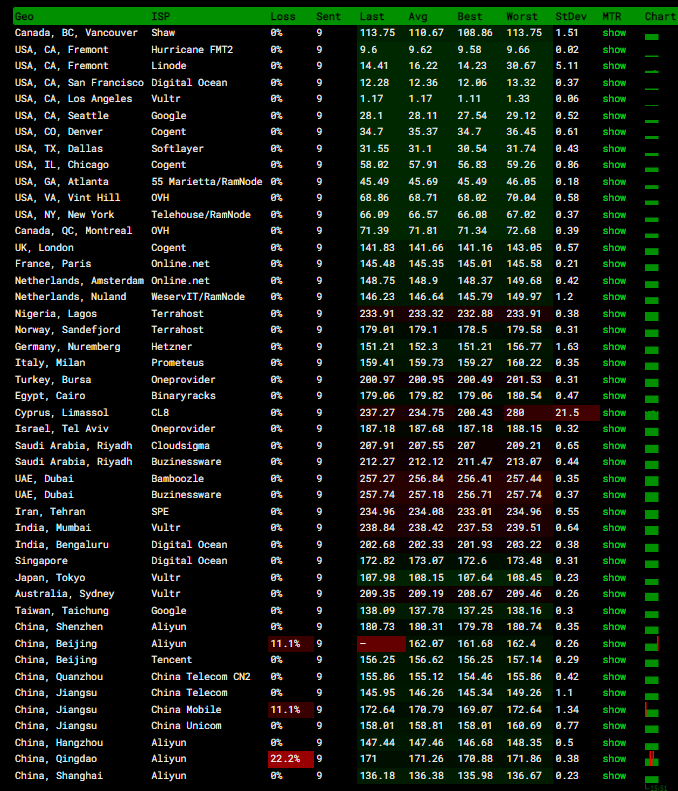 Geo ISP Loss Sent Last Avg Best Worst StDev MTR Chart
Canada, BC, Vancouver Shaw 0% 9 113.75 110.67 108.86 113.75 1.51 show
USA, CA, Fremont Hurricane FMT2 0% 9 9.6 9.62 9.58 9.66 0.02 show
USA, CA, Fremont Linode 0% 9 14.41 16.22 14.23 30.67 5.11 show
USA, CA, San Francisco Digital Ocean 0% 9 12.28 12.36 12.06 13.32 0.37 show
USA, CA, Los Angeles Vultr 0% 9 1.17 1.17 1.11 1.33 0.06 show
USA, CA, Seattle Google 0% 9 28.1 28.11 27.54 29.12 0.52 show
USA, CO, Denver Cogent 0% 9 34.7 35.37 34.7 36.45 0.61 show
USA, TX, Dallas Softlayer 0% 9 31.55 31.1 30.54 31.74 0.43 show
USA, IL, Chicago Cogent 0% 9 58.02 57.91 56.83 59.26 0.86 show
USA, GA, Atlanta 55 Marietta/RamNode 0% 9 45.49 45.69 45.49 46.05 0.18 show
USA, VA, Vint Hill OVH 0% 9 68.86 68.71 68.02 70.04 0.58 show
USA, NY, New York Telehouse/RamNode 0% 9 66.09 66.57 66.08 67.02 0.37 show
Canada, QC, Montreal OVH 0% 9 71.39 71.81 71.34 72.68 0.39 show
UK, London Cogent 0% 9 141.83 141.66 141.16 143.05 0.57 show
France, Paris Online.net 0% 9 145.48 145.35 145.01 145.58 0.21 show
Netherlands, Amsterdam Online.net 0% 9 148.75 148.9 148.37 149.68 0.42 show
Netherlands, Nuland WeservIT/RamNode 0% 9 146.23 146.64 145.79 149.97 1.2 show
Nigeria, Lagos Terrahost 0% 9 233.91 233.32 232.88 233.91 0.38 show
Norway, Sandefjord Terrahost 0% 9 179.01 179.1 178.5 179.58 0.31 show
Germany, Nuremberg Hetzner 0% 9 151.21 152.3 151.21 156.77 1.63 show
Italy, Milan Prometeus 0% 9 159.41 159.73 159.27 160.22 0.35 show
Turkey, Bursa Oneprovider 0% 9 200.97 200.95 200.49 201.53 0.31 show
Egypt, Cairo Binaryracks 0% 9 179.06 179.82 179.06 180.54 0.47 show
Cyprus, Limassol CL8 0% 9 237.27 234.75 200.43 280 21.5 show
Israel, Tel Aviv Oneprovider 0% 9 187.18 187.68 187.18 188.15 0.32 show
Saudi Arabia, Riyadh Cloudsigma 0% 9 207.91 207.55 207 209.21 0.65 show
Saudi Arabia, Riyadh Buzinessware 0% 9 212.27 212.12 211.47 213.07 0.44 show
UAE, Dubai Bamboozle 0% 9 257.27 256.84 256.41 257.44 0.35 show
UAE, Dubai Buzinessware 0% 9 257.74 257.18 256.71 257.74 0.37 show
Iran, Tehran SPE 0% 9 234.96 234.08 233.01 234.96 0.55 show
India, Mumbai Vultr 0% 9 238.84 238.42 237.53 239.51 0.64 show
India, Bengaluru Digital Ocean 0% 9 202.68 202.33 201.93 203.22 0.38 show
Singapore Digital Ocean 0% 9 172.82 173.07 172.6 173.48 0.31 show
Japan, Tokyo Vultr 0% 9 107.98 108.15 107.64 108.45 0.23 show
Australia, Sydney Vultr 0% 9 209.35 209.19 208.67 209.46 0.26 show
Taiwan, Taichung Google 0% 9 138.09 137.78 137.25 138.16 0.3 show
China, Shenzhen Aliyun 0% 9 180.73 180.31 179.78 180.74 0.35 show
China, Beijing Aliyun 11.1% 9 – 162.07 161.68 162.4 0.26 show
China, Beijing Tencent 0% 9 156.25 156.62 156.25 157.14 0.29 show
China, Quanzhou China Telecom CN2 0% 9 155.86 155.12 154.46 155.86 0.42 show
China, Jiangsu China Telecom 0% 9 145.95 146.26 145.34 149.26 1.1 show
China, Jiangsu China Mobile 11.1% 9 172.64 170.79 169.07 172.64 1.34 show
China, Jiangsu China Unicom 0% 9 158.01 158.81 158.01 160.69 0.77 show
China, Hangzhou Aliyun 0% 9 147.44 147.46 146.68 148.35 0.5 show
China, Qingdao Aliyun 22.2% 9 171 171.26 170.88 171.86 0.38 show
China, Shanghai Aliyun 0% 9 136.18 136.38 135.98 136.67 0.23 show